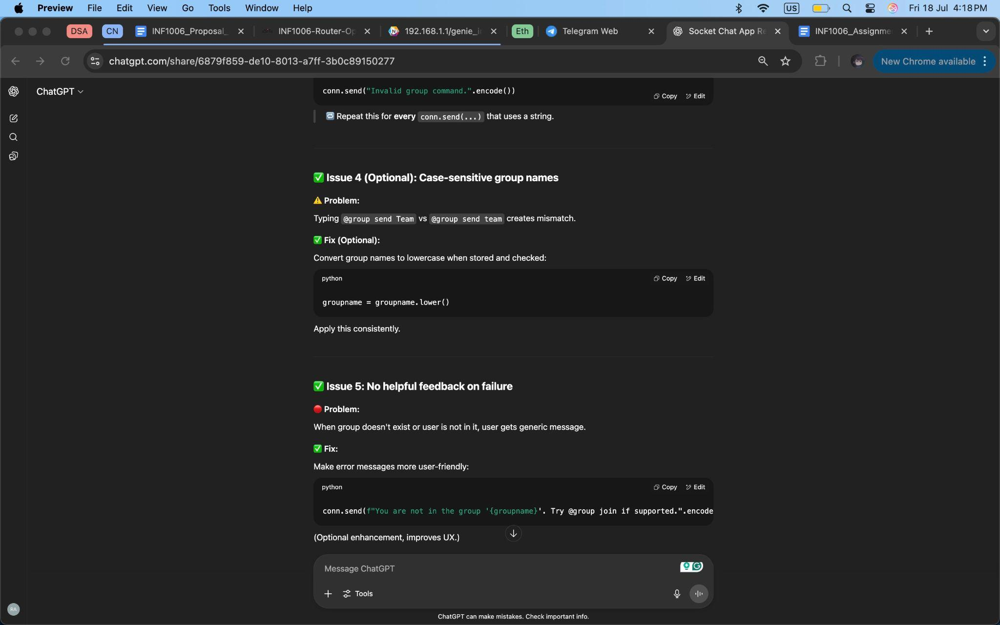 Preview File Edit View Go Tools Window Help US Fri 18 Jul 4:18 PM
DSA CN INF1006_Proposal_ INF1006-Router-Op 192.168.1.1/genie_i Eth Telegram Web Socket Chat App Re INF1006_Assignme
chatgpt.com/share/6879f859-de10-8013-a7ff-3b0c89150277 New Chrome available
ChatGPT
conn.send("Invalid group command.".encode())
Copy Edit
Repeat this for every conn.send(...) that uses a string.
✅ Issue 4 (Optional): Case-sensitive group names
⚠️ Problem:
Typing @group send Team vs @group send team creates mismatch.
✅ Fix (Optional):
Convert group names to lowercase when stored and checked:
python Copy Edit
groupname = groupname.lower()
Apply this consistently.
✅ Issue 5: No helpful feedback on failure
🔴 Problem:
When group doesn't exist or user is not in it, user gets generic message.
✅ Fix:
Make error messages more user-friendly:
python Copy Edit
conn.send(f"You are not in the group '{groupname}'. Try @group join if supported.".encode
(Optional enhancement, improves UX.)
Message ChatGPT
Tools
RA
ChatGPT can make mistakes. Check important info.